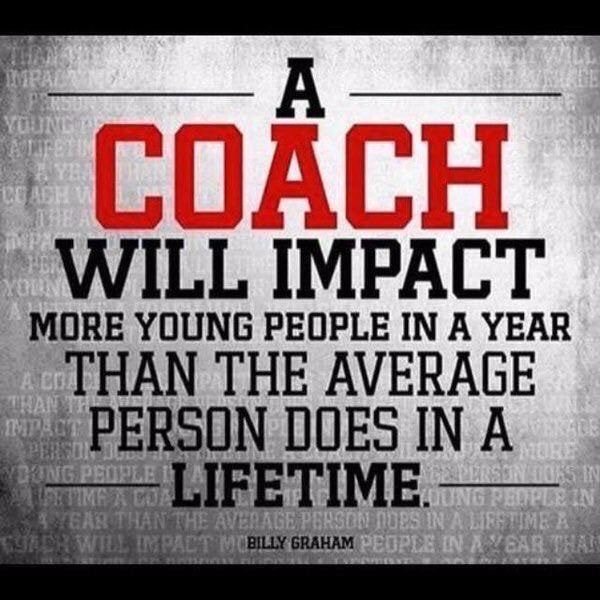 A
COACH
WILL IMPACT
MORE YOUNG PEOPLE IN A YEAR
THAN THE AVERAGE
PERSON DOES IN A
LIFETIME.
BILLY GRAHAM